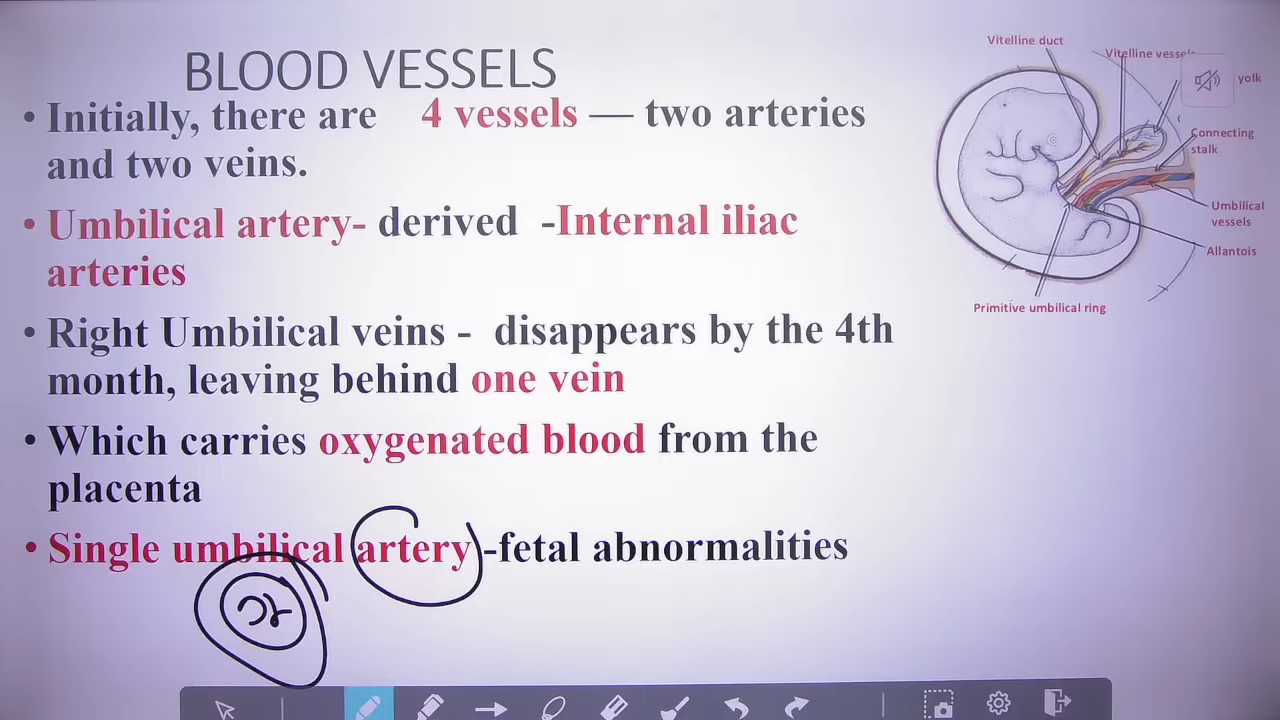 BLOOD VESSELS
• Initially, there are 4 vessels — two arteries
and two veins.
• Umbilical artery- derived -Internal iliac
arteries
• Right Umbilical veins - disappears by the 4th
month, leaving behind one vein
• Which carries oxygenated blood from the
placenta
• Single umbilical artery -fetal abnormalities
Vitelline duct
Vitelline vessels
yolk
Connecting
stalk
Umbilical
vessels
Allantois
Primitive umbilical ring